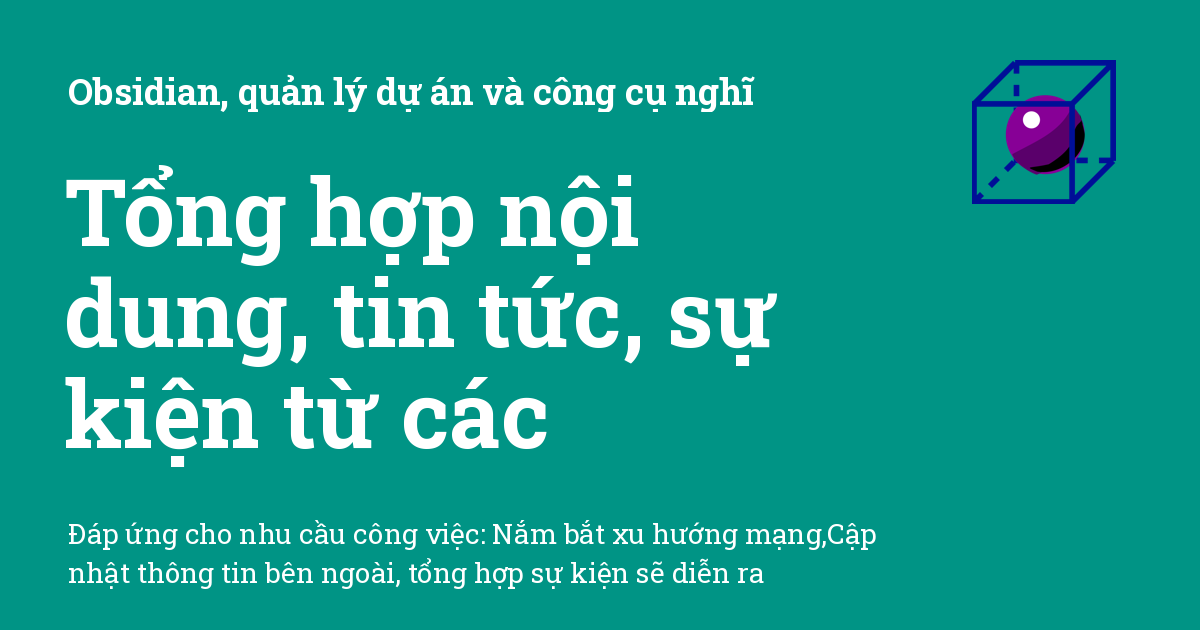 Obsidian, quản lý dự án và công cụ nghĩ
Tổng hợp nội
dung, tin tức, sự
kiện từ các
Đáp ứng cho nhu cầu công việc: Nắm bắt xu hướng mạng,Cập
nhật thông tin bên ngoài, tổng hợp sự kiện sẽ diễn ra